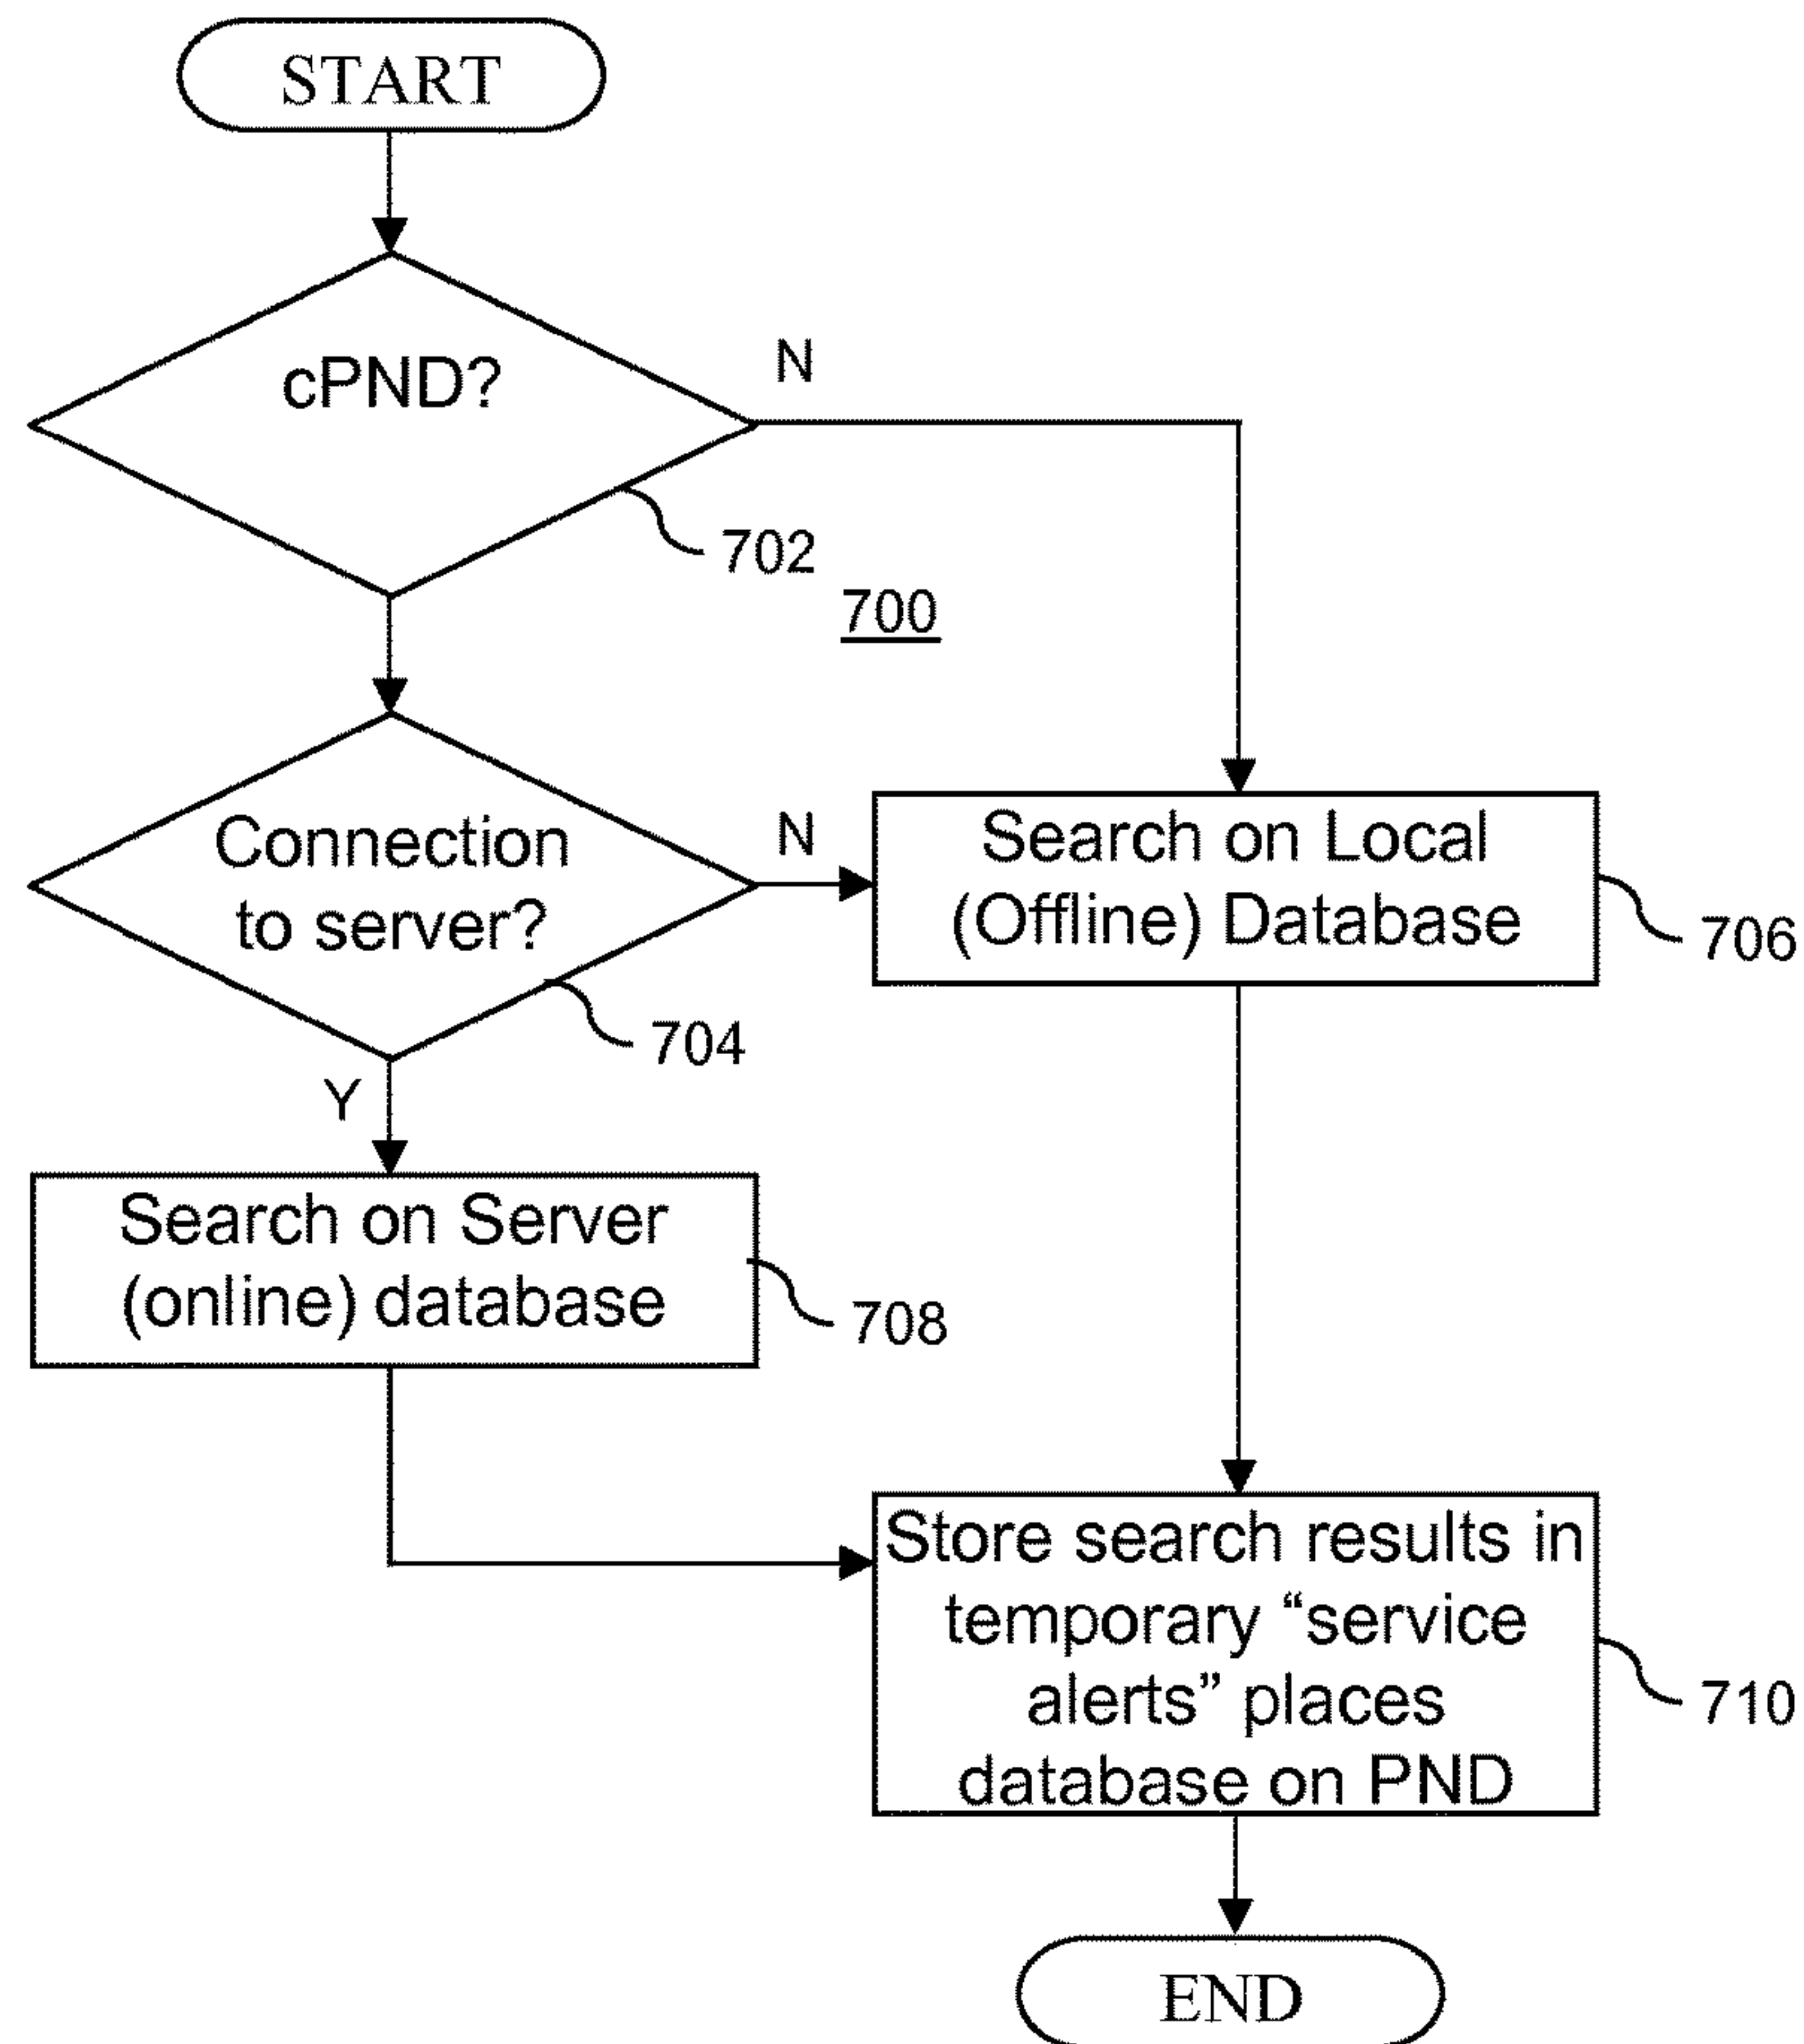 START
cPND?
N
702
700
Connection
to server?
N
704
Y
Search on Local
(Offline) Database
706
Search on Server
(online) database
708
Store search results in
temporary “service
alerts” places
database on PND
710
END